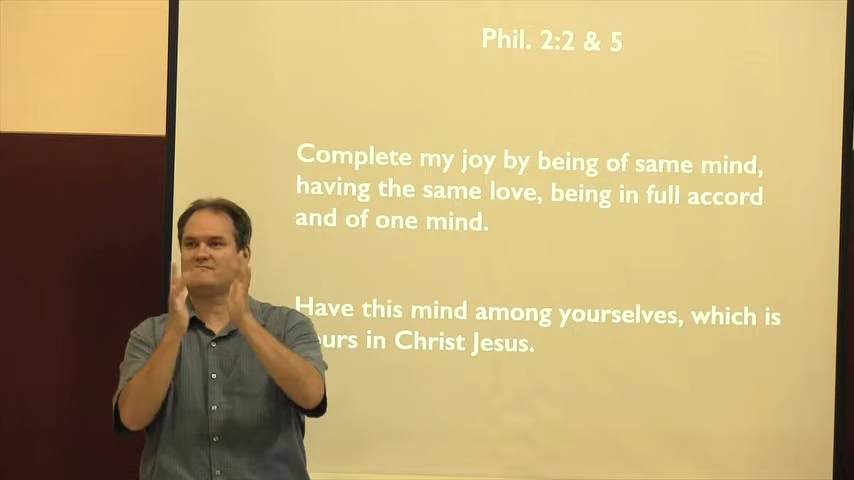 Phil. 2:2 & 5
Complete my joy by being of same mind,
having the same love, being in full accord
and of one mind.
Have this mind among yourselves, which is
in Christ Jesus.